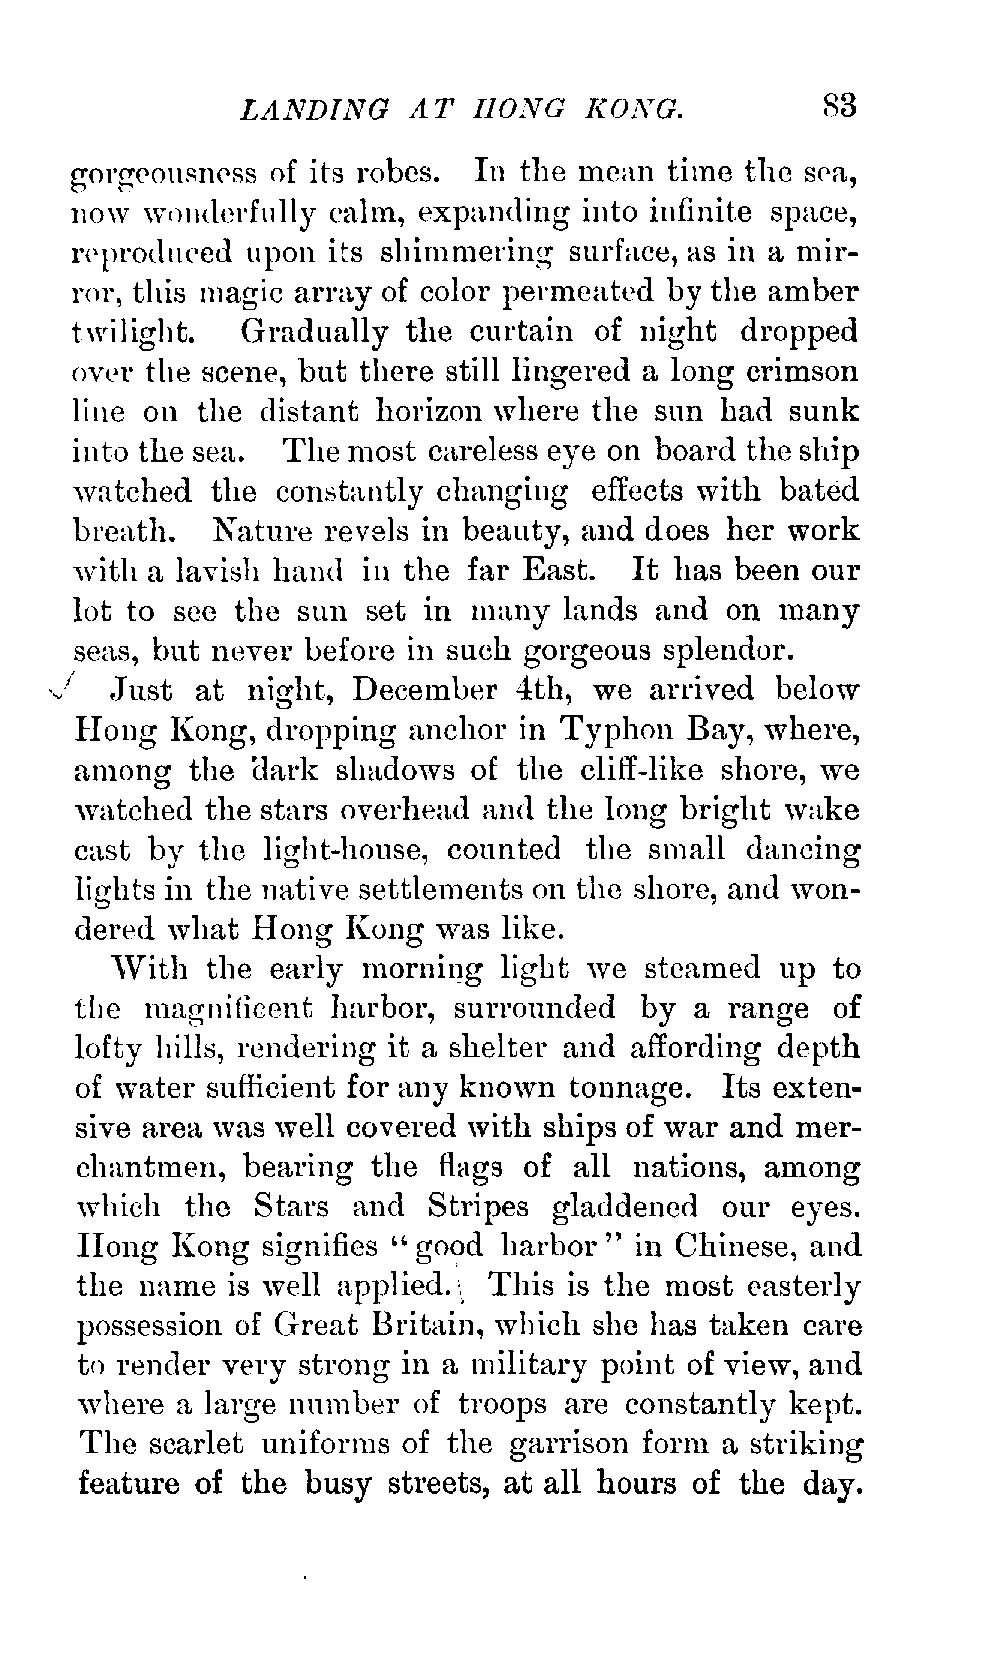 LANDING AT HONG KONG. 83
gorgeousness of its robes. In the mean time the sea,
now wonderfully calm, expanding into infinite space,
reproduced upon its shimmering surface, as in a mir-
ror, this magic array of color permeated by the amber
twilight. Gradually the curtain of night dropped
over the scene, but there still lingered a long crimson
line on the distant horizon where the sun had sunk
into the sea. The most careless eye on board the ship
watched the constantly changing effects with bated
breath. Nature revels in beauty, and does her work
with a lavish hand in the far East. It has been our
lot to see the sun set in many lands and on many
seas, but never before in such gorgeous splendor.
Just at night, December 4th, we arrived below
Hong Kong, dropping anchor in Typhon Bay, where,
among the dark shadows of the cliff-like shore, we
watched the stars overhead and the long bright wake
cast by the light-house, counted the small dancing
lights in the native settlements on the shore, and won-
dered what Hong Kong was like.
With the early morning light we steamed up to
the magnificent harbor, surrounded by a range of
lofty hills, rendering it a shelter and affording depth
of water sufficient for any known tonnage. Its exten-
sive area was well covered with ships of war and mer-
chantmen, bearing the flags of all nations, among
which the Stars and Stripes gladdened our eyes.
Hong Kong signifies "good harbor" in Chinese, and
the name is well applied. This is the most easterly
possession of Great Britain, which she has taken care
to render very strong in a military point of view, and
where a large number of troops are constantly kept.
The scarlet uniforms of the garrison form a striking
feature of the busy streets, at all hours of the day.